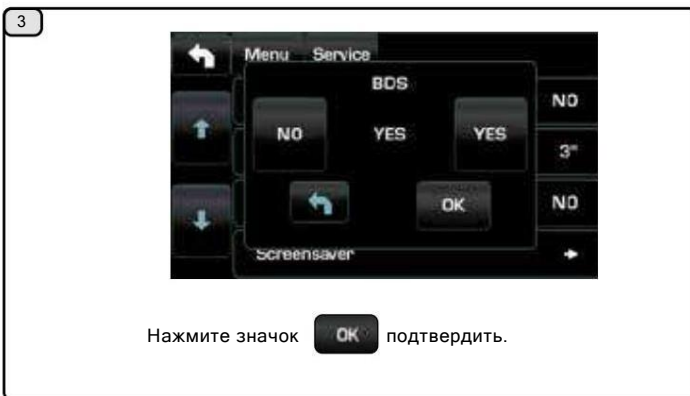 3
Menu Service
BDS
NO
NO YES YES
3"
OK NO
Screensaver
Нажмите значок OK подтвердить.